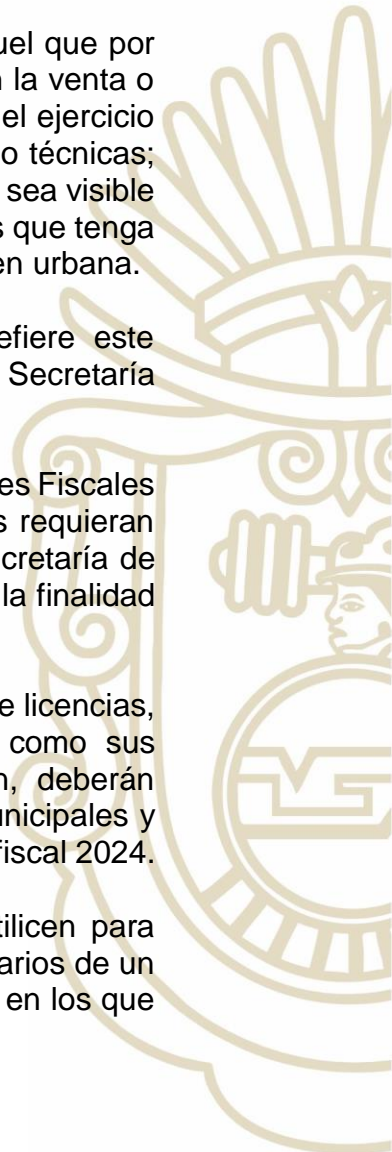 uel que por
la venta o
el ejercicio
o técnicas;
sea visible
s que tenga
en urbana.
efiere este
Secretaría
es Fiscales
s requieran
cretaría de
la finalidad
e licencias,
como sus
n, deberán
unicipales y
fiscal 2024.
tilicen para
arios de un
en los que